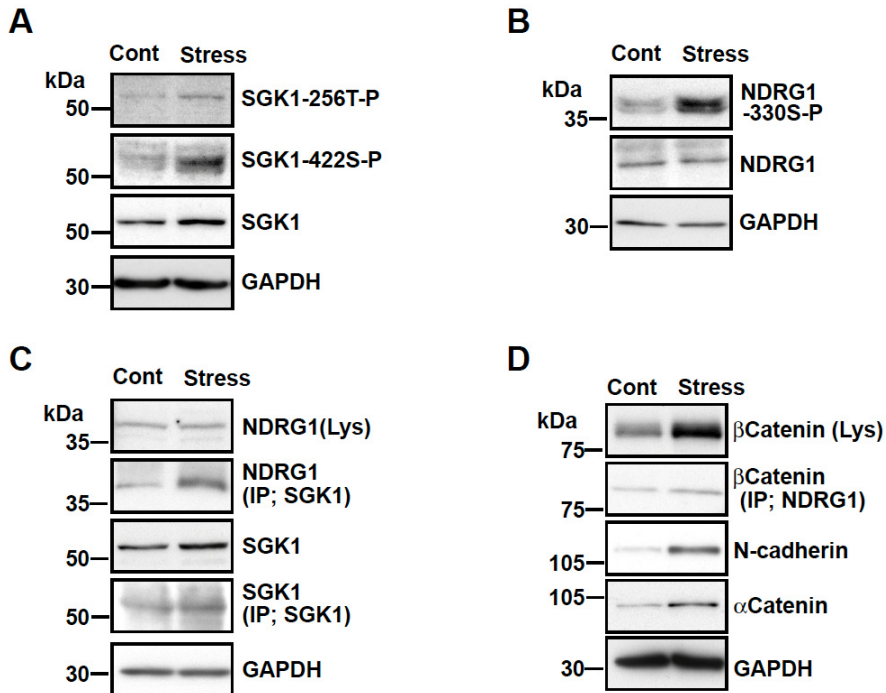 A
Cont Stress
kDa
50 SGK1-256T-P
50 SGK1-422S-P
50 SGK1
30 GAPDH
B
Cont Stress
kDa
35 NDRG1
-330S-P
NDRG1
30 GAPDH
C
Cont Stress
kDa
35 NDRG1(Lys)
35 NDRG1
(IP; SGK1)
50 SGK1
50 SGK1
(IP; SGK1)
30 GAPDH
D
Cont Stress
kDa
75 βCatenin (Lys)
75 βCatenin
(IP; NDRG1)
105 N-cadherin
105 αCatenin
30 GAPDH